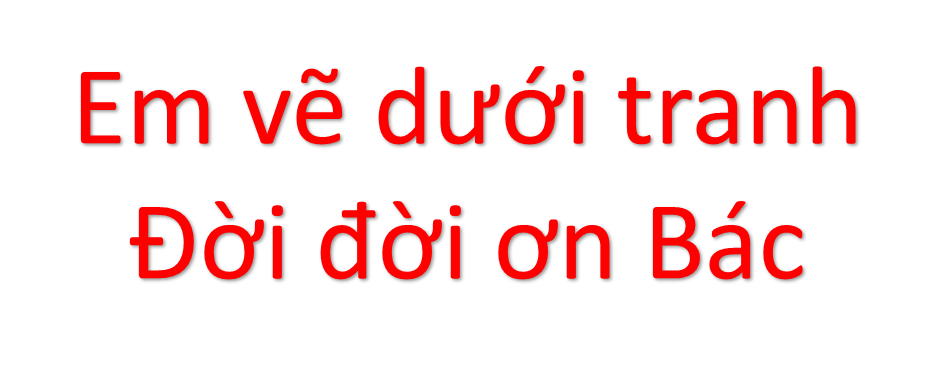 Em vẽ dưới tranh
Đời đời ơn Bác